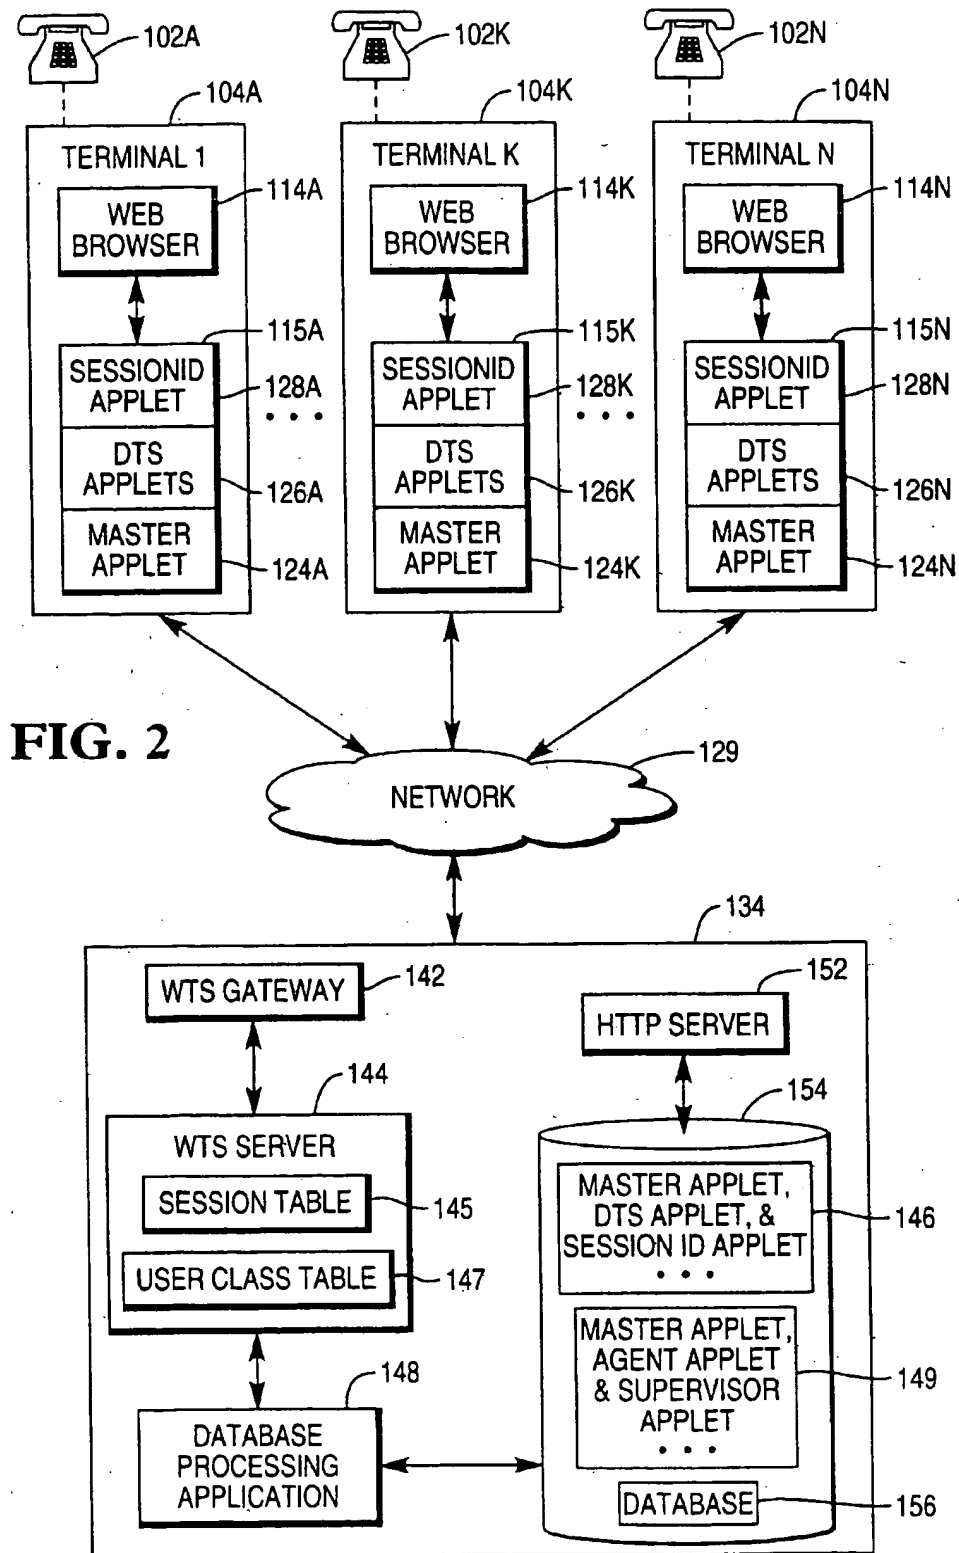 102A
102K
102N
104A
104K
104N
TERMINAL 1
TERMINAL K
TERMINAL N
114A
114K
114N
WEB
BROWSER
WEB
BROWSER
WEB
BROWSER
115A
115K
115N
SESSIONID
APPLET
SESSIONID
APPLET
SESSIONID
APPLET
128A
128K
128N
• • •
• • •
DTS
APPLETS
DTS
APPLETS
DTS
APPLETS
126A
126K
126N
MASTER
APPLET
MASTER
APPLET
MASTER
APPLET
124A
124K
124N
FIG. 2
129
NETWORK
134
WTS GATEWAY
142
152
HTTP SERVER
144
154
WTS SERVER
SESSION TABLE
145
USER CLASS TABLE
147
MASTER APPLET,
DTS APPLET, &
SESSION ID APPLET
• • •
146
MASTER APPLET,
AGENT APPLET
& SUPERVISOR
APPLET
• • •
149
148
DATABASE
PROCESSING
APPLICATION
DATABASE
156